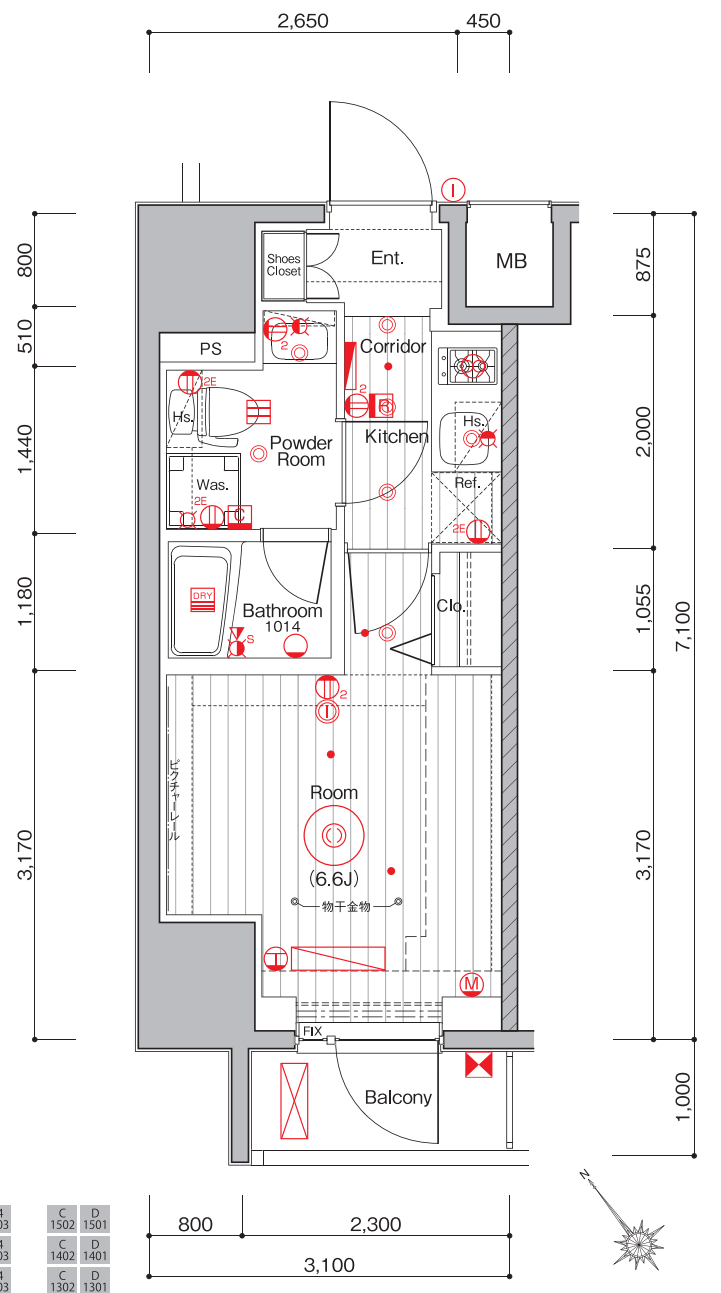 2,650
450
I
800
875
Shoes
Closet
Ent.
MB
510
PS
Corridor
2
2E
2
R
Hs.
Kitchen
Hs.
1,440
2,000
Powder
Room
Was.
Ref.
2E
C
2E
DRY
Clo.
1,180
Bathroom
1014
S
1,055
7,100
2
I
ピクチャーレール
Room
(6.6J)
3,170
3,170
物干金物
M
FIX
Balcony
1,000
N
800
2,300
3,100
C
1502
D
1501
C
1402
D
1401
C
1302
D
1301